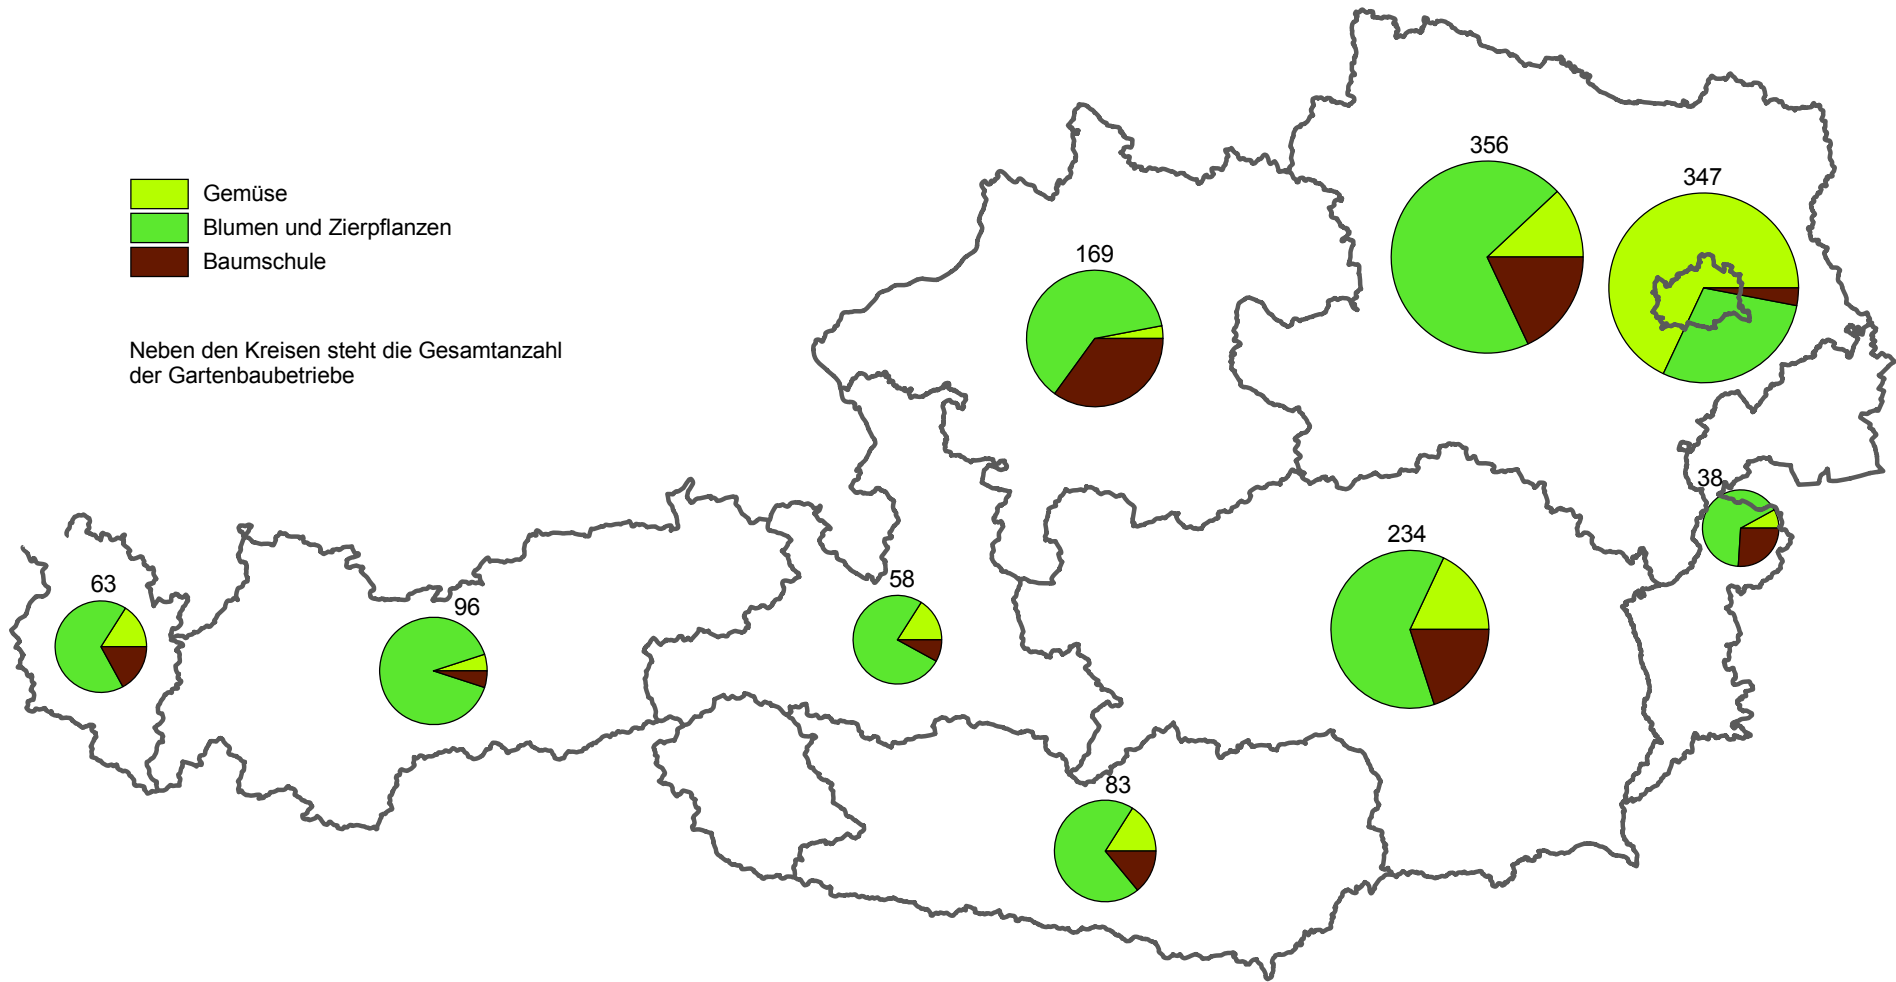 Gemüse
Blumen und Zierpflanzen
Baumschule
Neben den Kreisen steht die Gesamtanzahl
der Gartenbaubetriebe
356
347
169
38
234
63
58
96
83